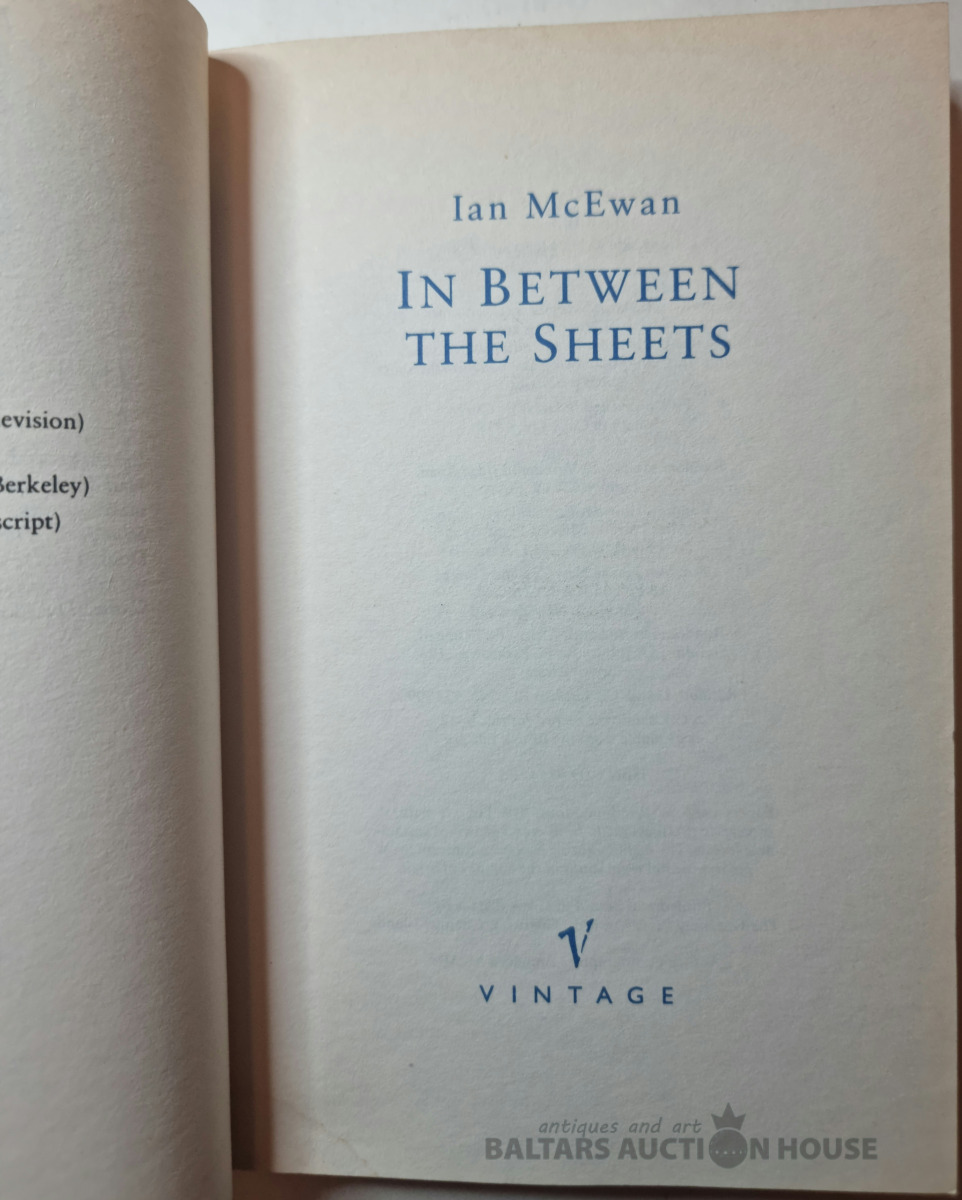 evision)
Berkeley)
script)
Ian McEwan
IN BETWEEN
THE SHEETS
VINTAGE
antiques and art
BALTARS AUCTION HOUSE